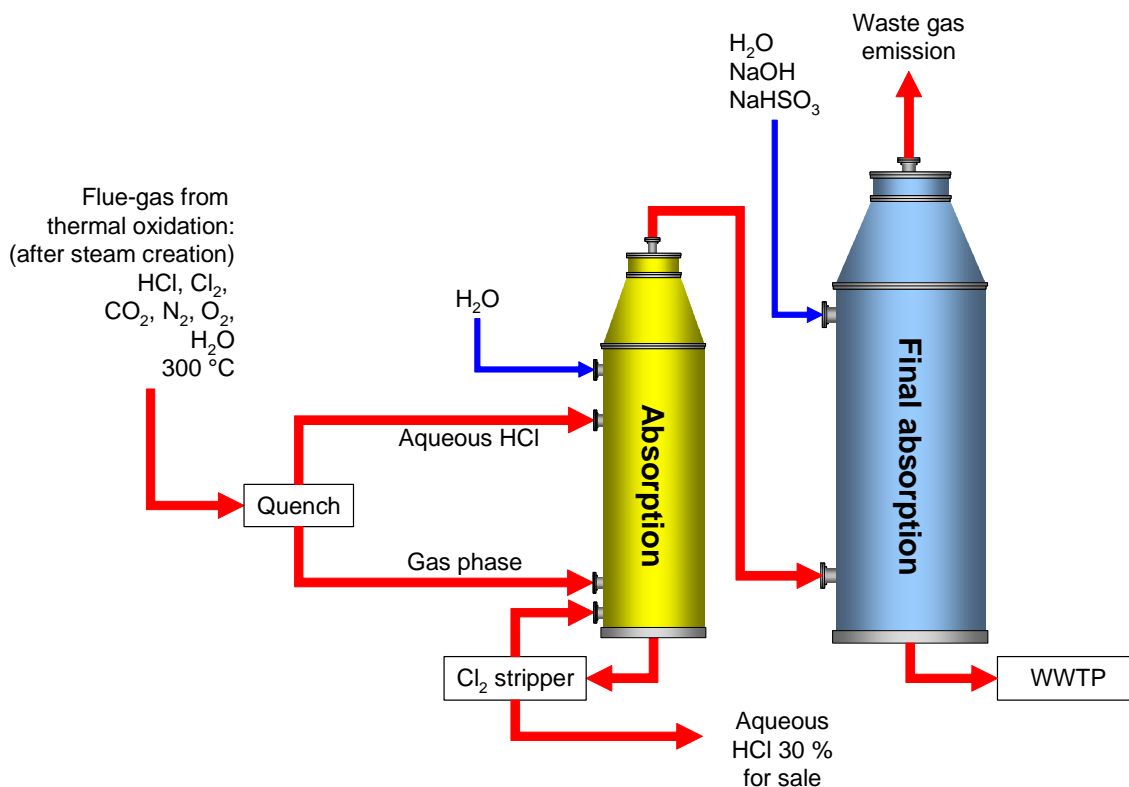 Waste gas
emission
H₂O
NaOH
NaHSO₃
Flue-gas from
thermal oxidation:
(after steam creation)
HCl, Cl₂,
CO₂, N₂, O₂,
H₂O
300 °C
H₂O
Aqueous HCl
Quench
Gas phase
Absorption
Final absorption
Cl₂ stripper
WWTP
Aqueous
HCl 30 %
for sale